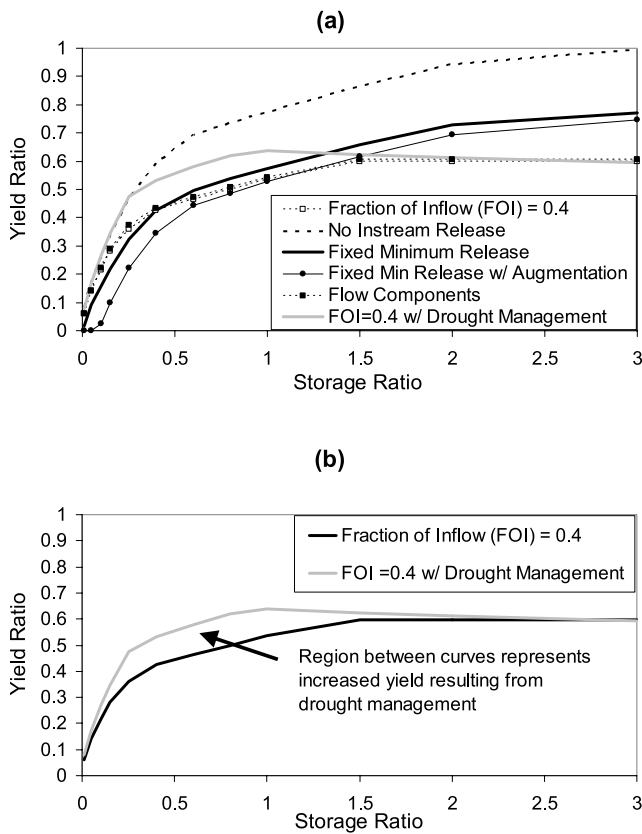 (a)
1
0.9
0.8
0.7
0.6
0.5
0.4
0.3
0.2
0.1
0
Yield Ratio
Fraction of Inflow (FOI) = 0.4
No Instream Release
Fixed Minimum Release
Fixed Min Release w/ Augmentation
Flow Components
FOI=0.4 w/ Drought Management
0 0.5 1 1.5 2 2.5 3
Storage Ratio
(b)
1
0.9
0.8
0.7
0.6
0.5
0.4
0.3
0.2
0.1
0
Yield Ratio
Fraction of Inflow (FOI) = 0.4
FOI =0.4 w/ Drought Management
Region between curves represents
increased yield resulting from
drought management
0 0.5 1 1.5 2 2.5 3
Storage Ratio